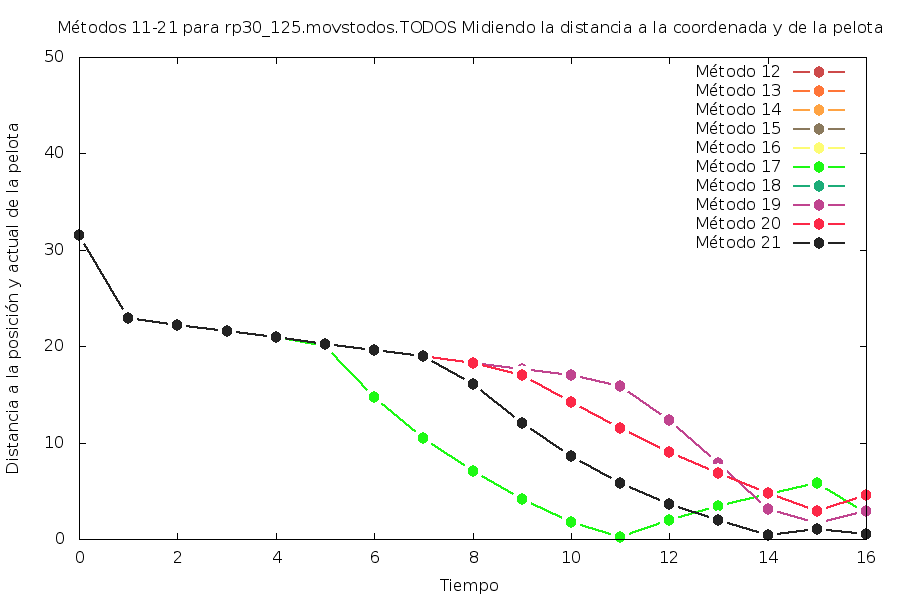 Métodos 11-21 para rp30_125.movstodos.TODOS Midiendo la distancia a la coordenada y de la pelota
50
40
30
20
10
0
Distancia a la posición y actual de la pelota
Método 12
Método 13
Método 14
Método 15
Método 16
Método 17
Método 18
Método 19
Método 20
Método 21
0 2 4 6 8 10 12 14 16
Tiempo